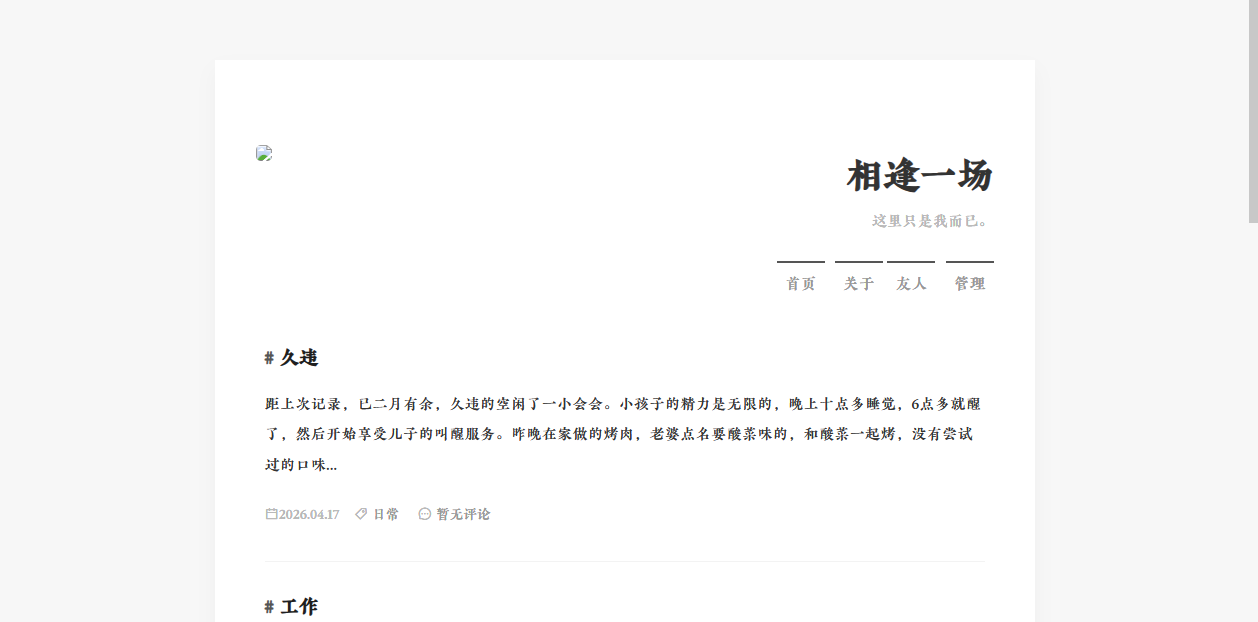 相逢一场
这里只是我而已。
首页 关于 友人 管理
# 久违
距上次记录，已二月有余，久违的空闲了一小会会。小孩子的精力是无限的，晚上十点多睡觉，6点多就醒
了，然后开始享受儿子的叫醒服务。昨晚在家做的烤肉，老婆点名要酸菜味的，和酸菜一起烤，没有尝试
过的口味...
2026.04.17 日常 暂无评论
# 工作